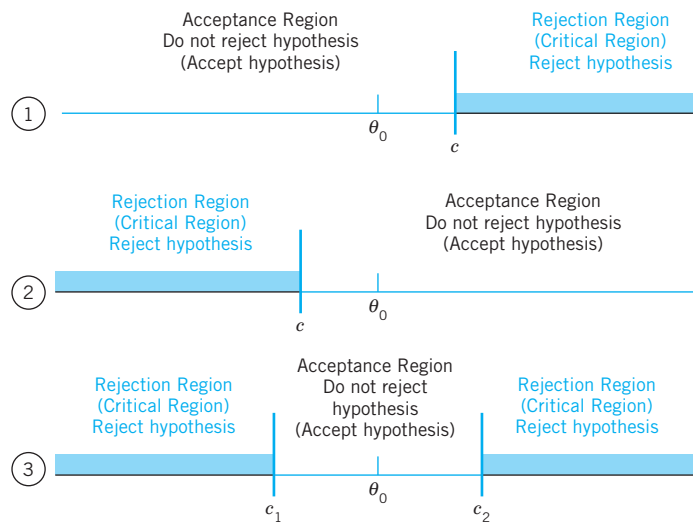 Acceptance Region
Do not reject hypothesis
(Accept hypothesis)
Rejection Region
(Critical Region)
Reject hypothesis
1
θ0
c
Rejection Region
(Critical Region)
Reject hypothesis
Acceptance Region
Do not reject hypothesis
(Accept hypothesis)
2
c
θ0
Rejection Region
(Critical Region)
Reject hypothesis
Acceptance Region
Do not reject
hypothesis
(Accept hypothesis)
Rejection Region
(Critical Region)
Reject hypothesis
3
c1
θ0
c2